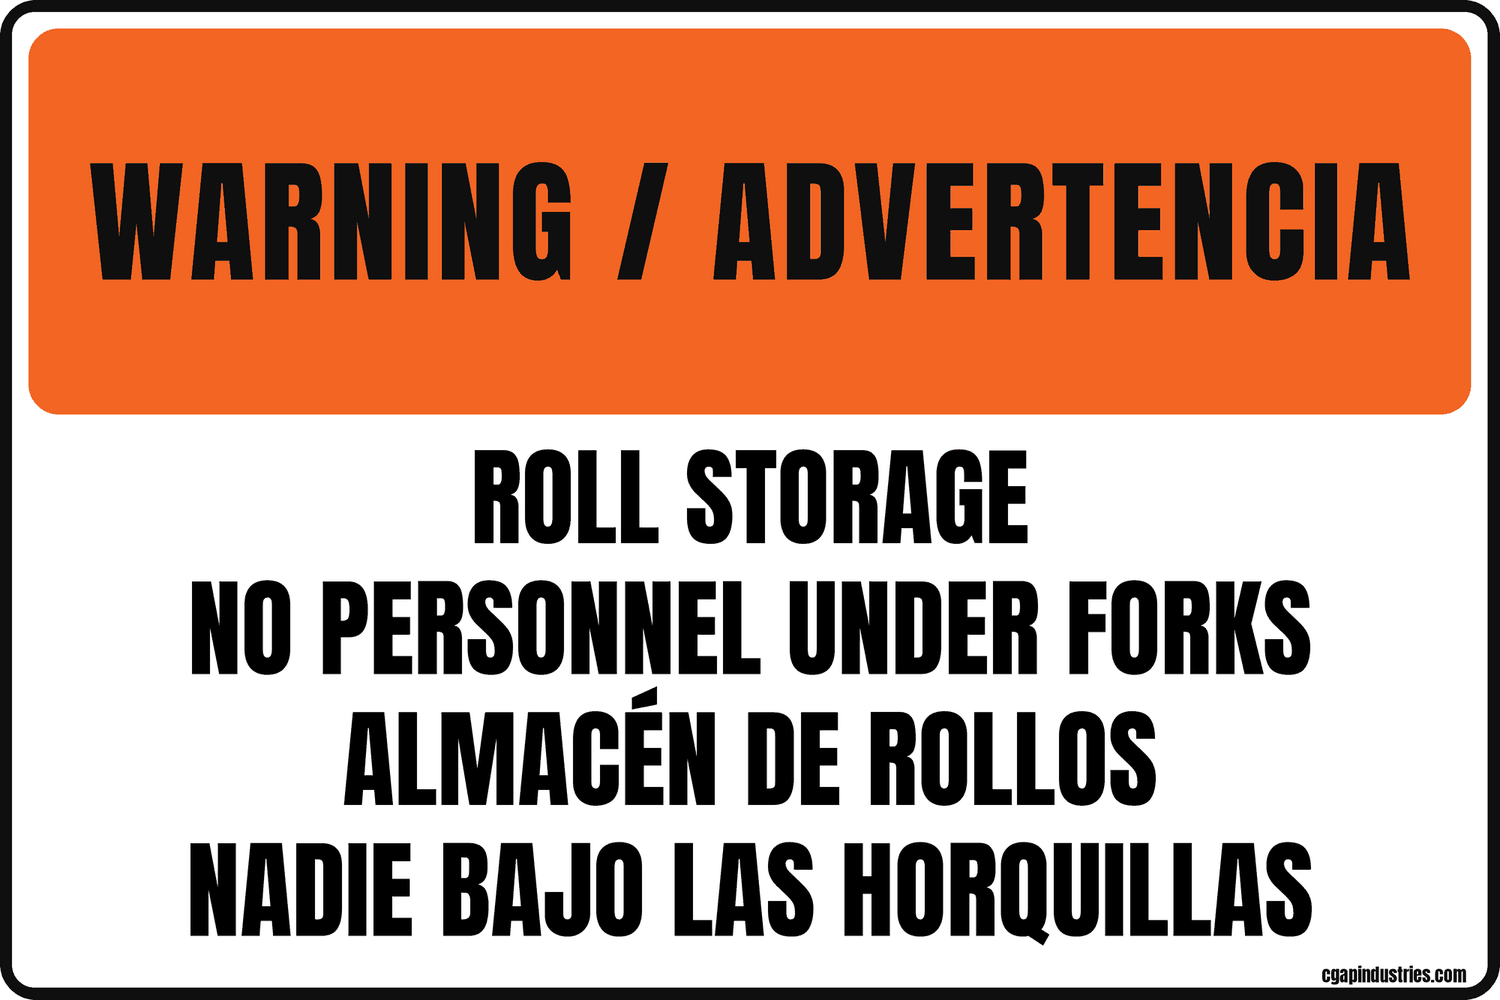 WARNING / ADVERTENCIA
ROLL STORAGE
NO PERSONNEL UNDER FORKS
ALMACÉN DE ROLLOS
NADIE BAJO LAS HORQUILLAS
cgapindustries.com